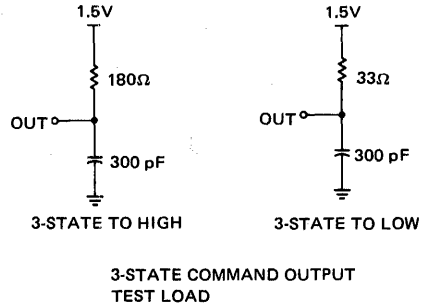 1.5V
180Ω
OUT
300 pF
3-STATE TO HIGH
1.5V
33Ω
OUT
300 pF
3-STATE TO LOW
3-STATE COMMAND OUTPUT
TEST LOAD